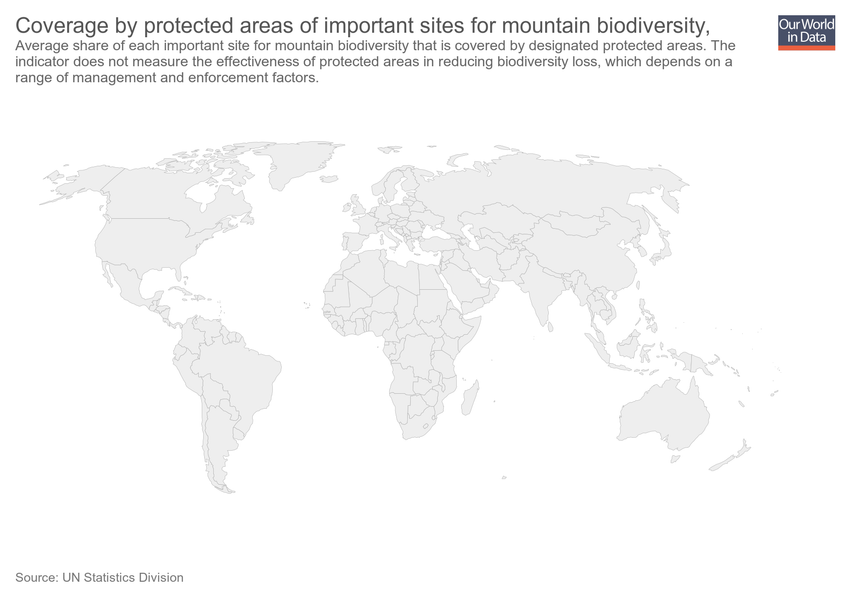 Coverage by protected areas of important sites for mountain biodiversity,
Our World
in Data
Average share of each important site for mountain biodiversity that is covered by designated protected areas. The
indicator does not measure the effectiveness of protected areas in reducing biodiversity loss, which depends on a
range of management and enforcement factors.
Source: UN Statistics Division